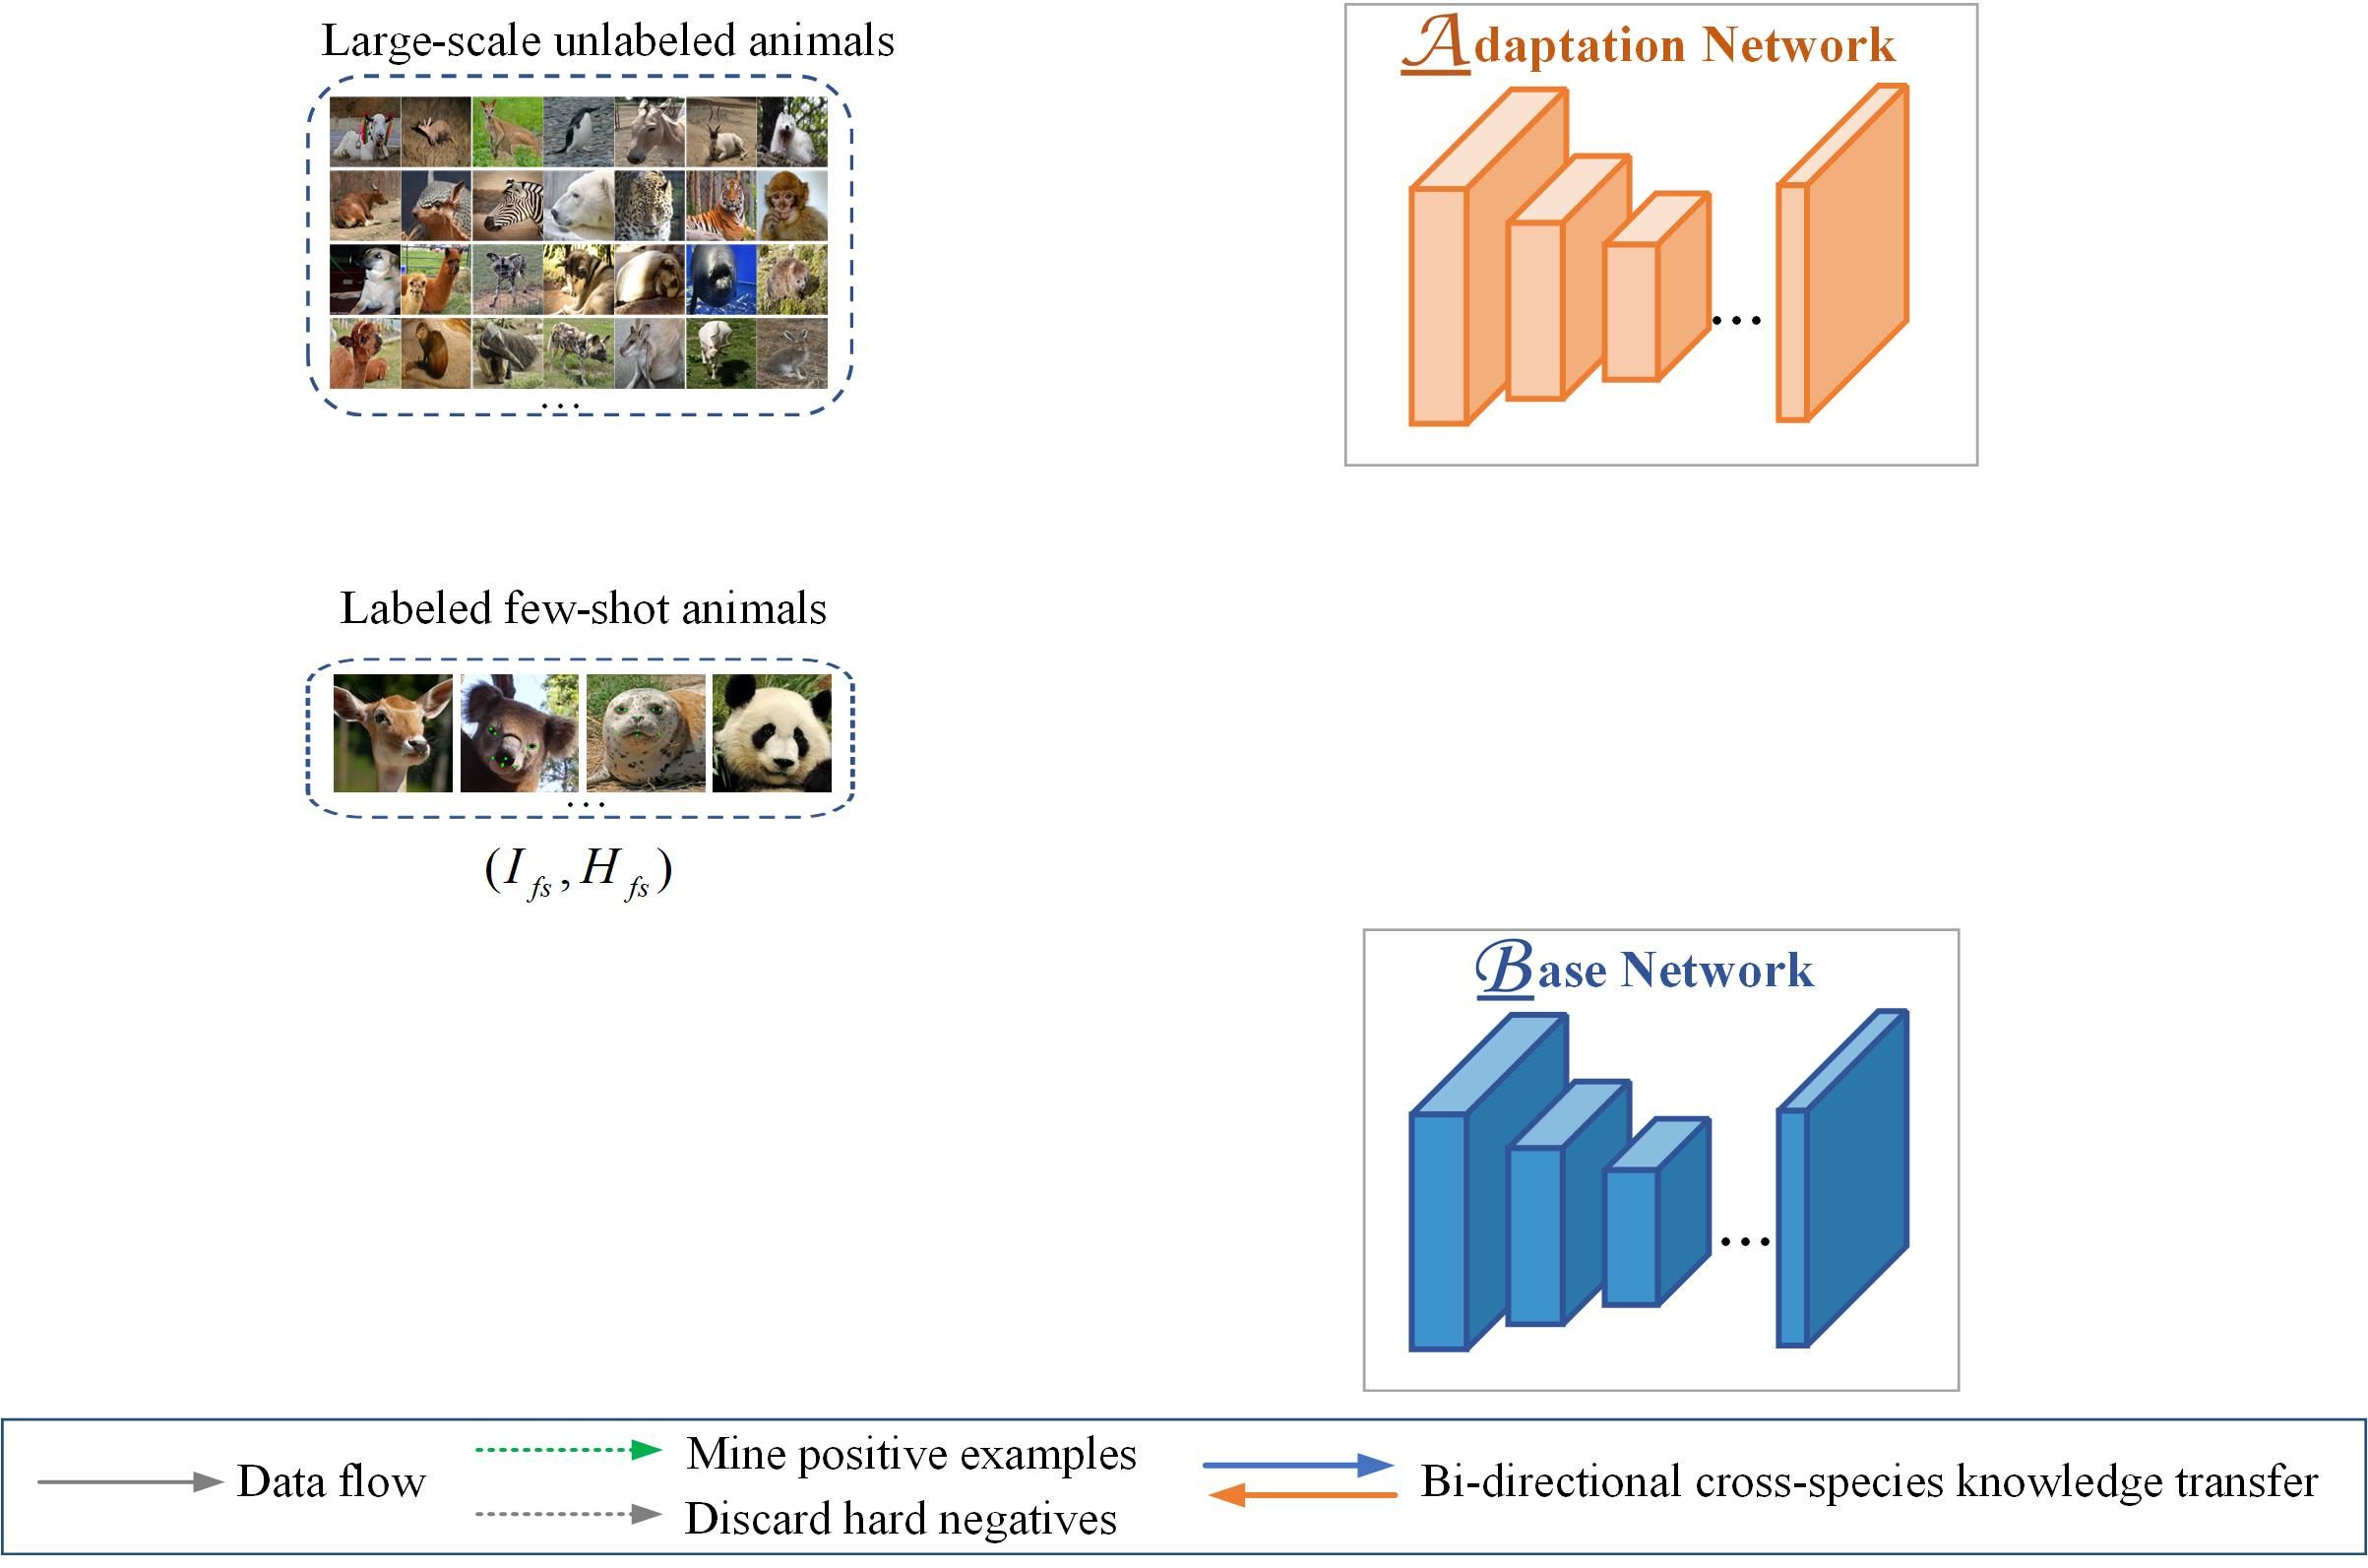 Large-scale unlabeled animals
...
Labeled few-shot animals
...
(I_fs, H_fs)
Adaptation Network
...
Base Network
...
Data flow
Mine positive examples
Discard hard negatives
Bi-directional cross-species knowledge transfer